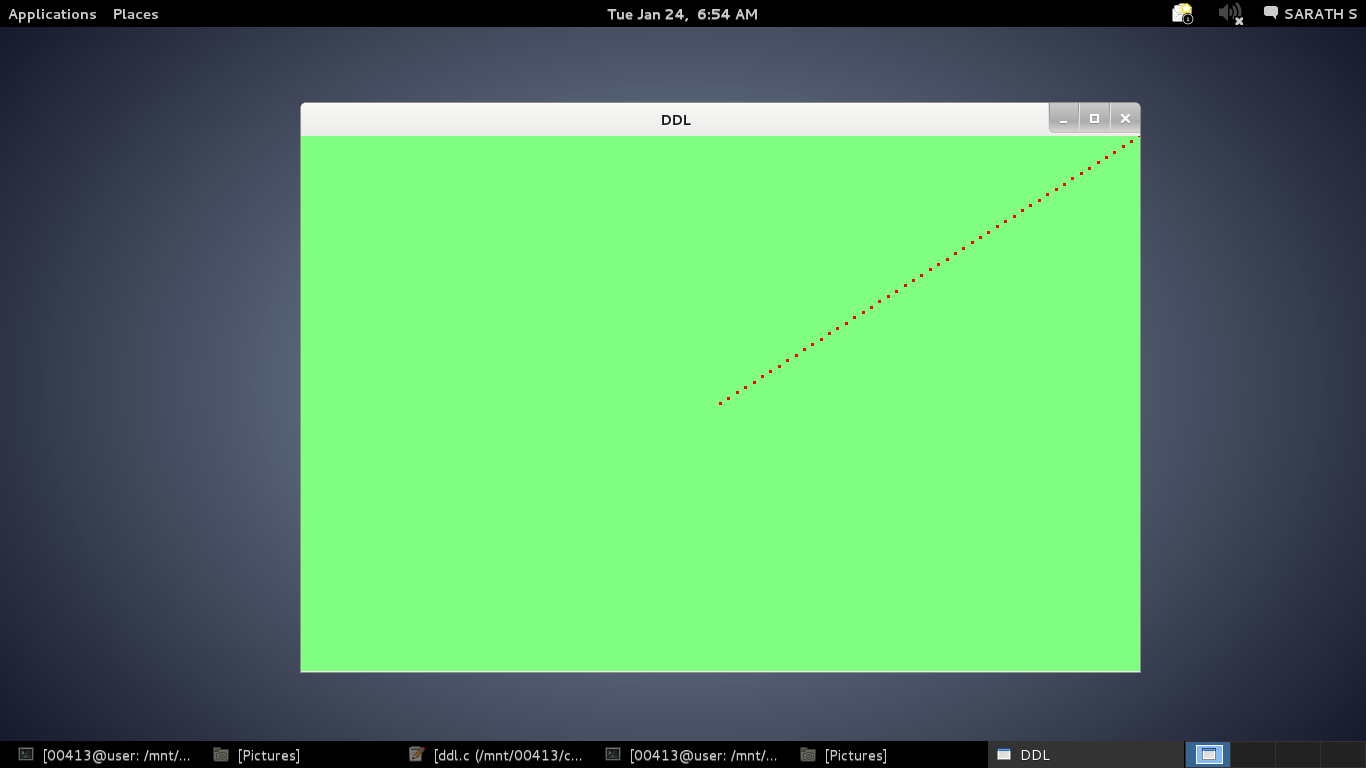 Applications Places Tue Jan 24, 6:54 AM 1 SARATH S
DDL
[00413@user: /mnt/... [Pictures] [ddl.c (/mnt/00413/c... [00413@user: /mnt/... [Pictures] DDL